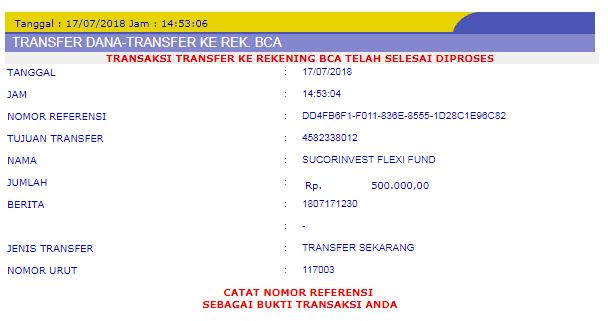 Tanggal : 17/07/2018 Jam : 14:53:06
TRANSFER DANA-TRANSFER KE REK. BCA
TRANSAKSI TRANSFER KE REKENING BCA TELAH SELESAI DIPROSES
TANGGAL : 17/07/2018
JAM : 14:53:04
NOMOR REFERENSI : DD4FB6F1-F011-836E-8555-1D28C1E96C82
TUJUAN TRANSFER : 4582338012
NAMA : SUCORINVEST FLEXI FUND
JUMLAH : Rp. 500.000,00
BERITA : 1807171230
: -
JENIS TRANSFER : TRANSFER SEKARANG
NOMOR URUT : 117003
CATAT NOMOR REFERENSI
SEBAGAI BUKTI TRANSAKSI ANDA